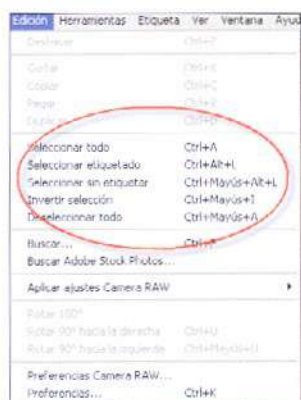 Edición Herramientas Etiqueta Ver Ventana Ayud
Deshacer Ctrl+Z
Cortar Ctrl+X
Copiar Ctrl+C
Pegar Ctrl+V
Duplicar Ctrl+D
Seleccionar todo Ctrl+A
Seleccionar etiquetado Ctrl+Alt+L
Seleccionar sin etiquetar Ctrl+Mayús+Alt+L
Invertir selección Ctrl+Mayús+I
Deseleccionar todo Ctrl+Mayús+A
Buscar... Ctrl+F
Buscar Adobe Stock Photos...
Aplicar ajustes Camera RAW
Rotar 180°
Rotar 90° hacia la derecha Ctrl+U
Rotar 90° hacia la izquierda Ctrl+Mayús+U
Preferencias Camera RAW...
Preferencias... Ctrl+K